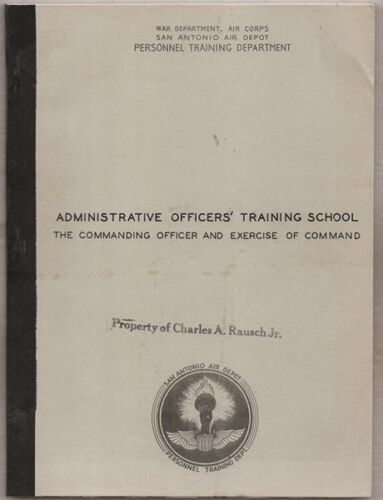 WAR DEPARTMENT, AIR CORPS
SAN ANTONIO AIR DEPOT
PERSONNEL TRAINING DEPARTMENT
ADMINISTRATIVE OFFICERS' TRAINING SCHOOL
THE COMMANDING OFFICER AND EXERCISE OF COMMAND
Property of Charles A. Rausch Jr.
SAN ANTONIO AIR DEPOT
PERSONNEL TRAINING DEPT.